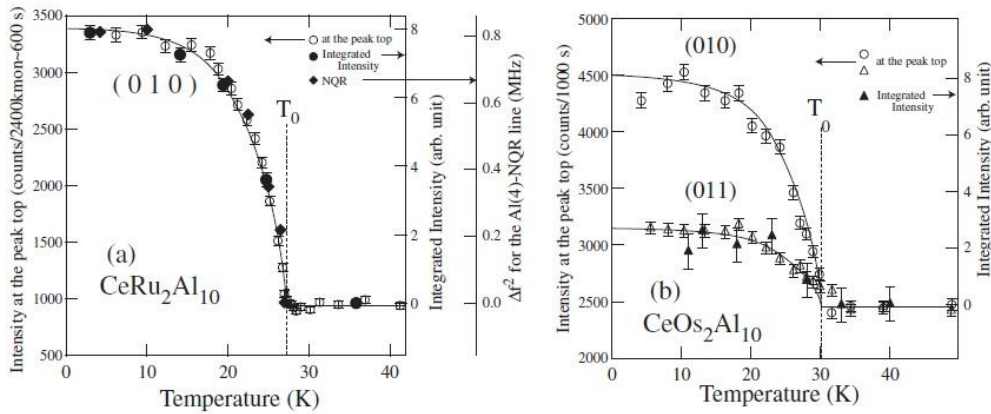 Intensity at the peak top (counts/2400kmon-600 s)
3500
3000
2500
2000
1500
1000
500
0 10 20 30 40
Temperature (K)
(a)
CeRu2Al10
( 0 1 0 )
T0
at the peak top
Integrated
Intensity
NQR
8
6
4
2
0
Integrated Intensity (arb. unit)
0.8
0.6
0.4
0.2
0.0
Δf² for the Al(4)-NQR line (MHz)
Intensity at the peak top (counts/1000 s)
5000
4500
4000
3500
3000
2500
2000
0 10 20 30 40
Temperature (K)
(010)
(011)
(b)
CeOs2Al10
T0
at the peak top
Integrated
Intensity
8
6
4
2
0
Integrated Intensity (arb. unit)